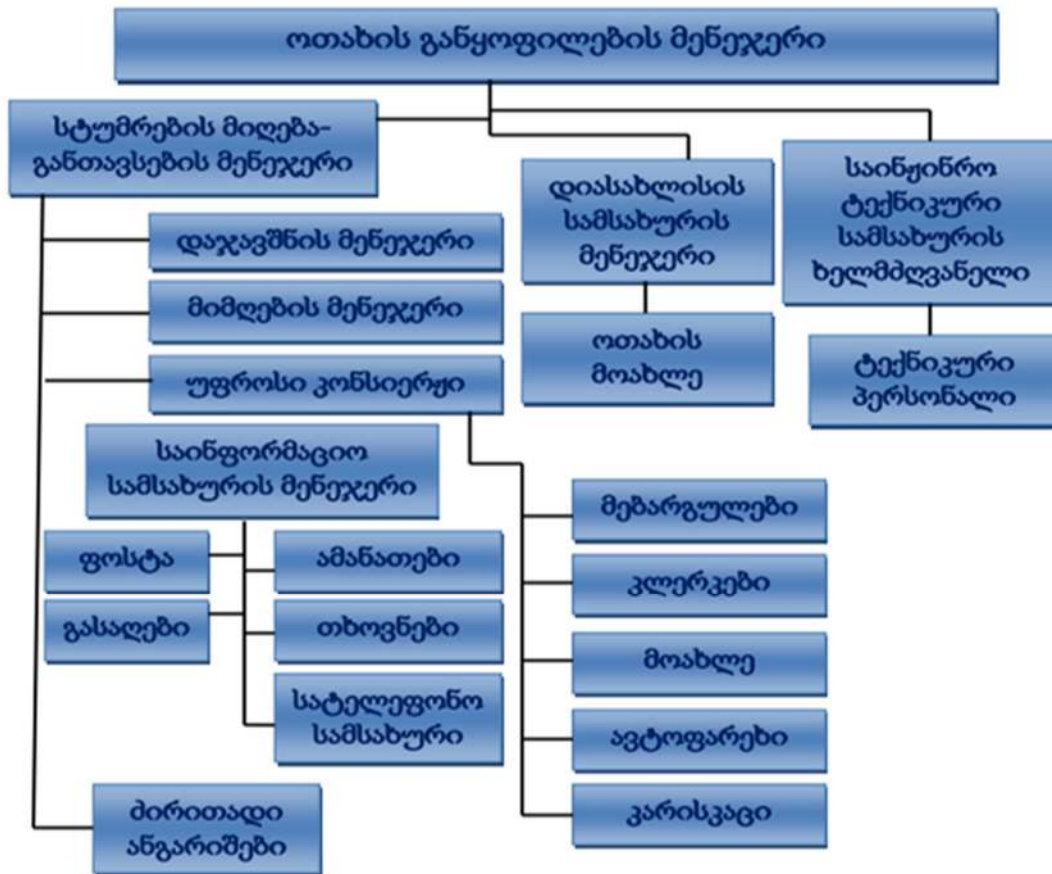 ოთახის განყოფილების მენეჯერი
სტუმრების მიღება-
განთავსების მენეჯერი
დიასახლისის
სამსახურის
მენეჯერი
საინჟინრო
ტექნიკური
სამსახურის
ხელმძღვანელი
დაჯავშნის მენეჯერი
მიმღების მენეჯერი
უფროსი კონსიერჟი
ოთახის
მოახლე
ტექნიკური
პერსონალი
საინფორმაციო
სამსახურის მენეჯერი
ფოსტა
ამანათები
გასაღები
თხოვნები
სატელეფონო
სამსახური
მებარგულები
კლერკები
მოახლე
ავტოფარეხი
კარისკაცი
პირითადი
ანგარიშები